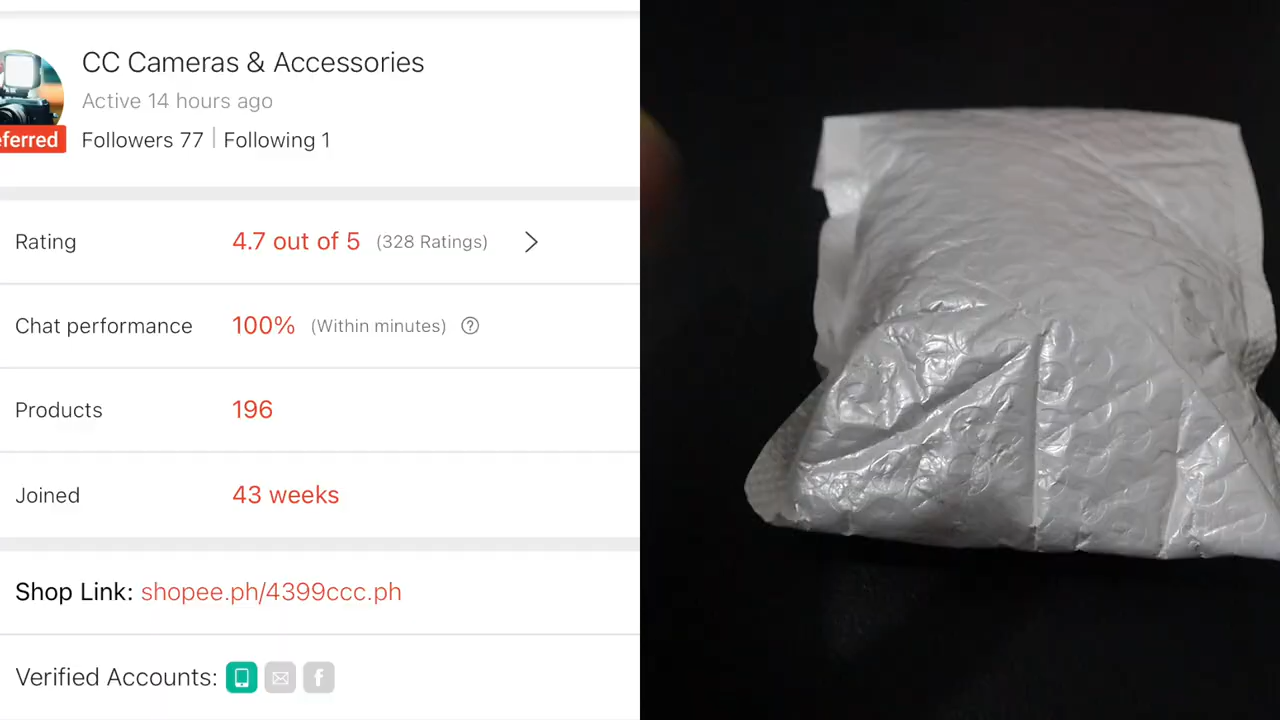 CC Cameras & Accessories
Active 14 hours ago
eferred
Followers 77 | Following 1
Rating 4.7 out of 5 (328 Ratings)
Chat performance 100% (Within minutes) ?
Products 196
Joined 43 weeks
Shop Link: shopee.ph/4399ccc.ph
Verified Accounts: f